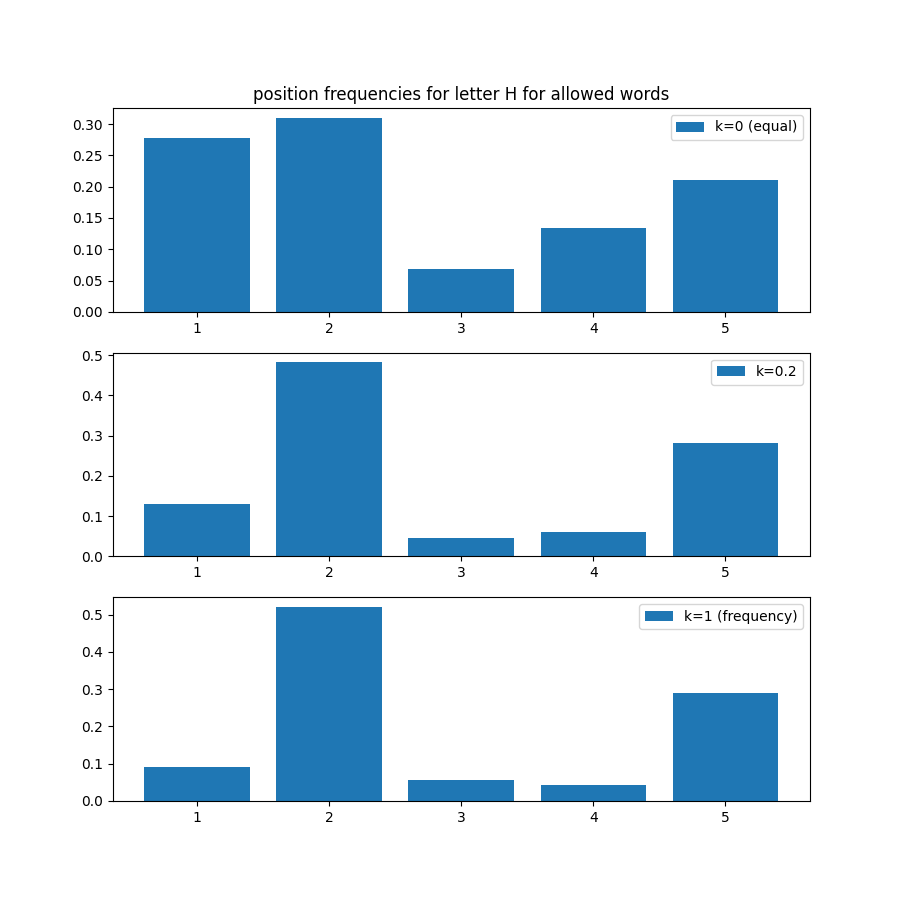 position frequencies for letter H for allowed words
0.30
0.25
0.20
0.15
0.10
0.05
0.00
k=0 (equal)
1 2 3 4 5
0.5
0.4
0.3
0.2
0.1
0.0
k=0.2
1 2 3 4 5
0.5
0.4
0.3
0.2
0.1
0.0
k=1 (frequency)
1 2 3 4 5